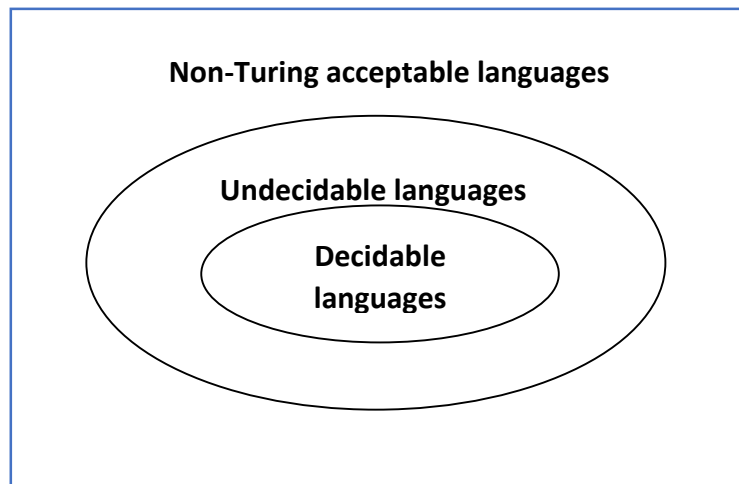 Non-Turing acceptable languages
Undecidable languages
Decidable
languages